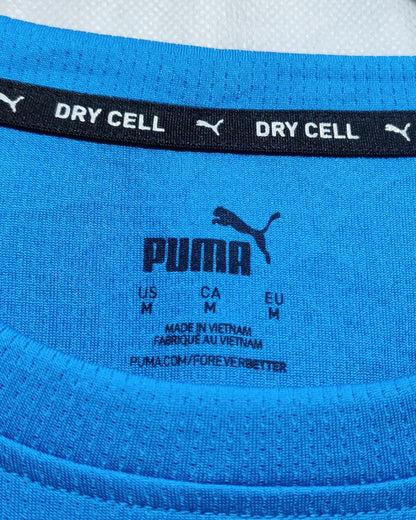 DRY CELL DRY CELL
PUMA
US CA EU
M M M
MADE IN VIETNAM
FABRIQUÉ AU VIETNAM
PUMA.COM/FOREVERBETTER